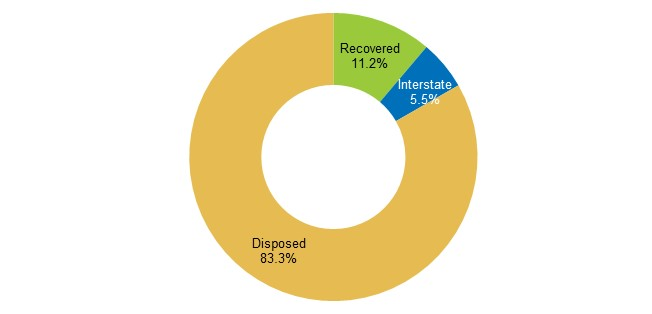 Recovered
11.2%
Interstate
5.5%
Disposed
83.3%